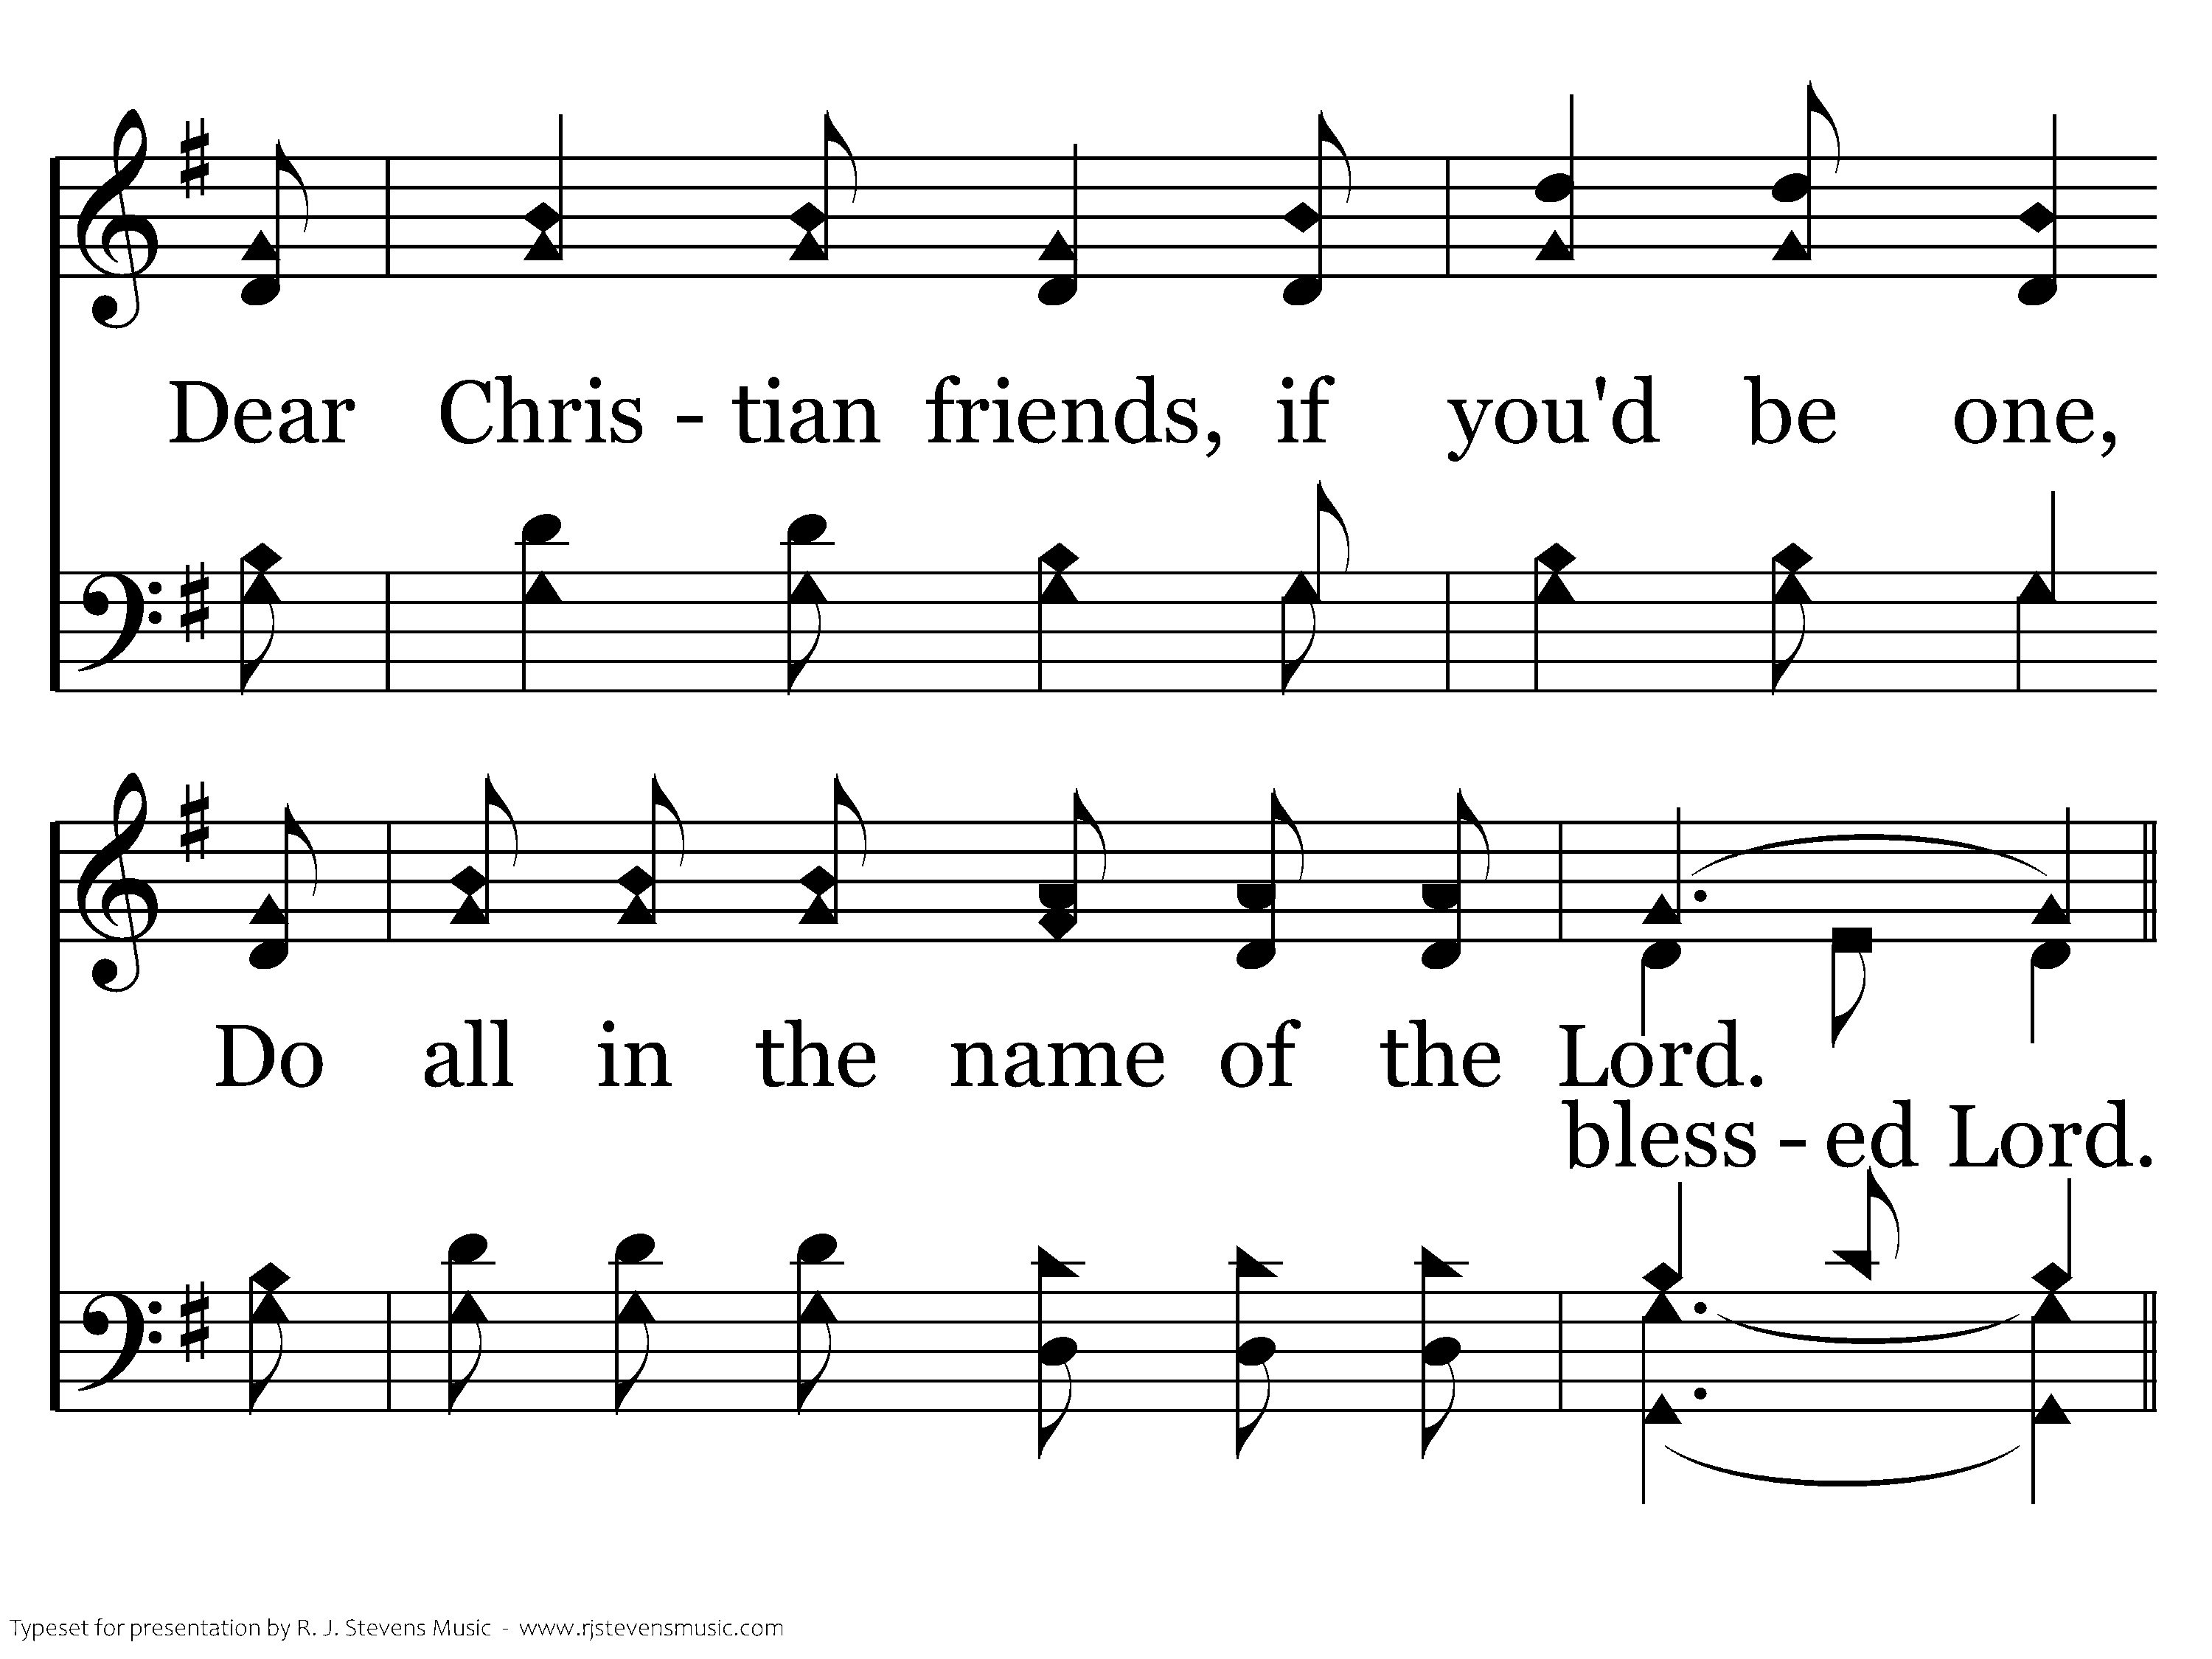 Dear Chris - tian friends, if you'd be one,
Do all in the name of the Lord.
bless - ed Lord.
Typeset for presentation by R. J. Stevens Music - www.rjstevensmusic.com